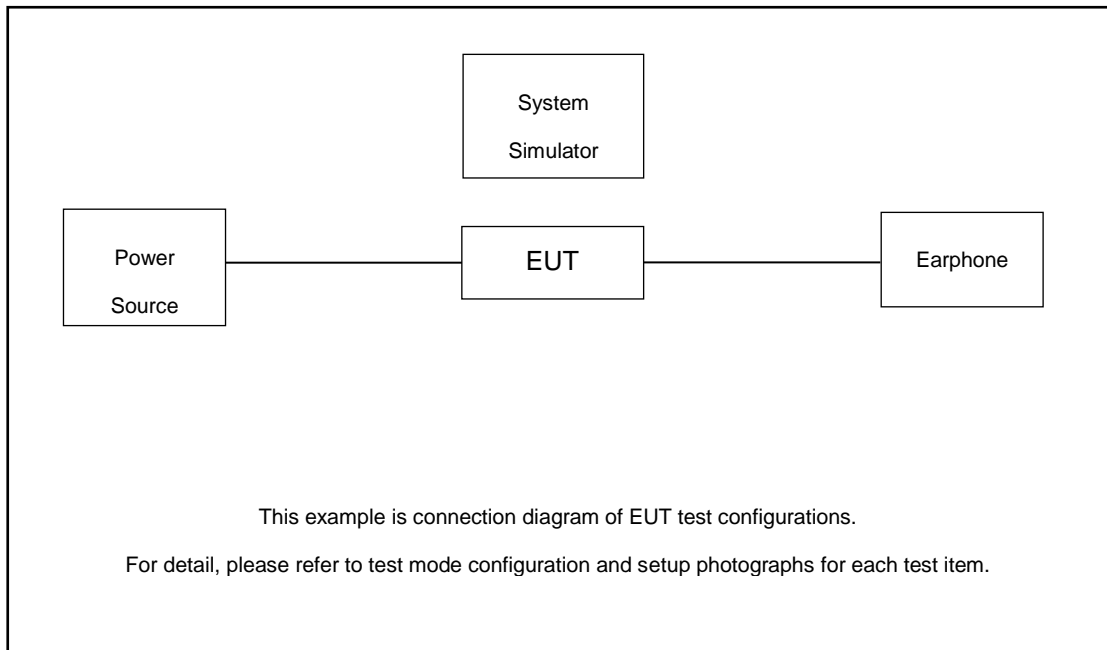 System
Simulator
Power
Source
EUT
Earphone
This example is connection diagram of EUT test configurations.
For detail, please refer to test mode configuration and setup photographs for each test item.